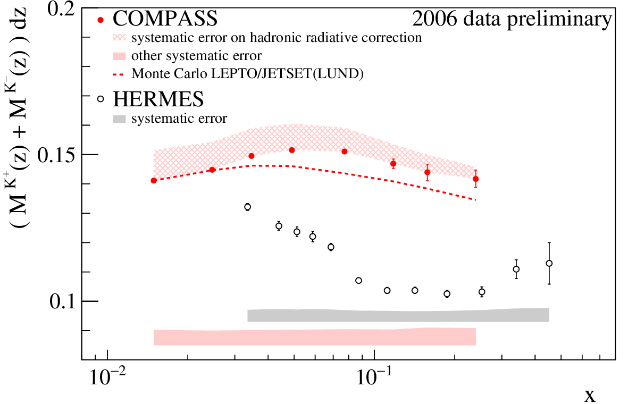 0.2
0.15
0.1
( M^{K^+}(z) + M^{K^-}(z) ) dz
COMPASS
2006 data preliminary
systematic error on hadronic radiative correction
other systematic error
Monte Carlo LEPTO/JETSET(LUND)
HERMES
systematic error
10^{-2}
10^{-1}
x